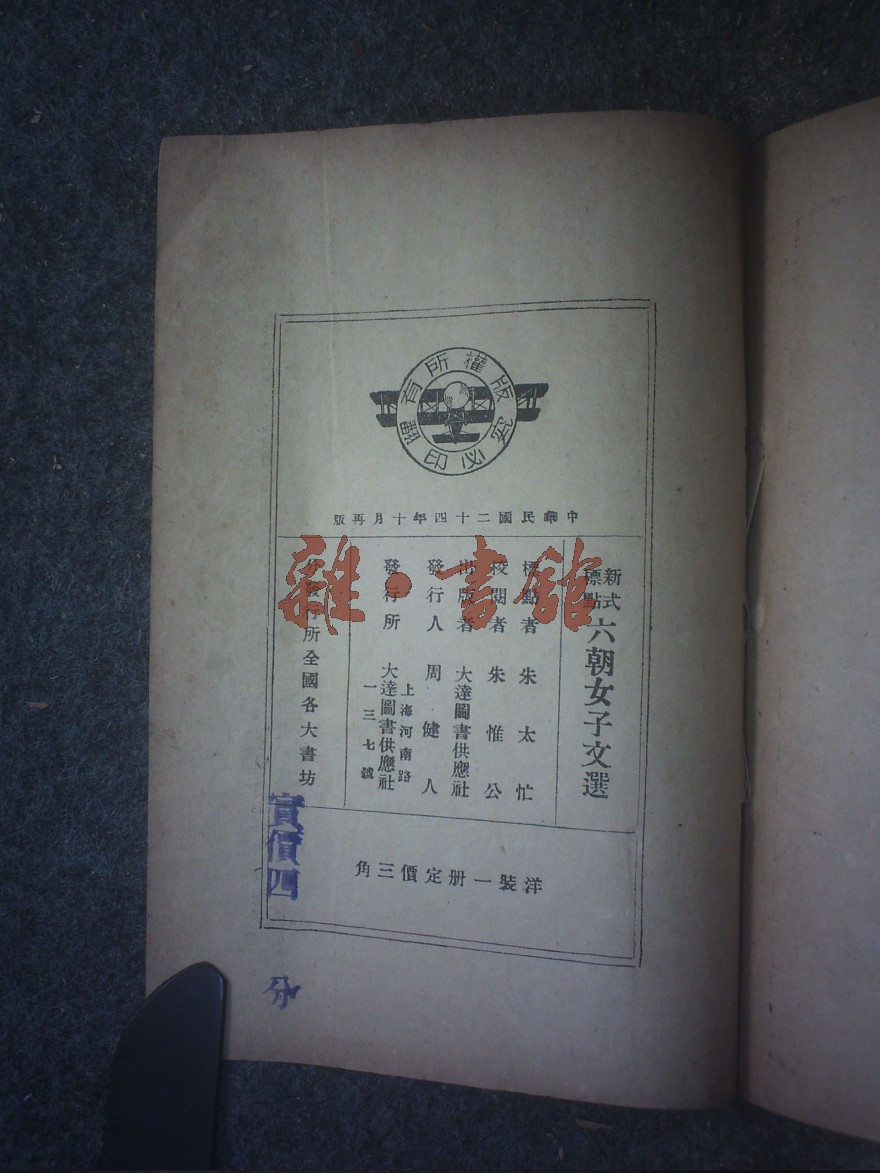 版權所有
翻印必究
中華民國二十四年十月再版
新式標點 六朝女子文選
標點者 朱太忙
校閱者 朱惟公
出版者 大達圖書供應社
發行人 周健人
發行所 上海河南路一三七號 大達圖書供應社
分發行所全國各大書坊
洋裝一册定價三角
實價四分
雜·書館